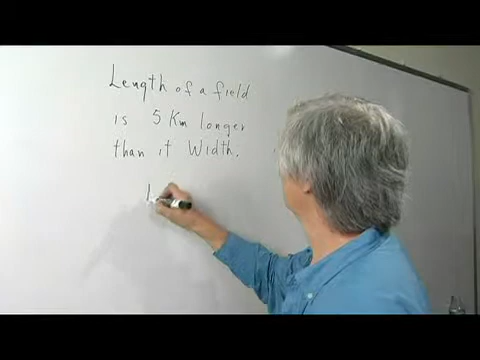 Length of a field
is 5 Km longer
than it Width.
L